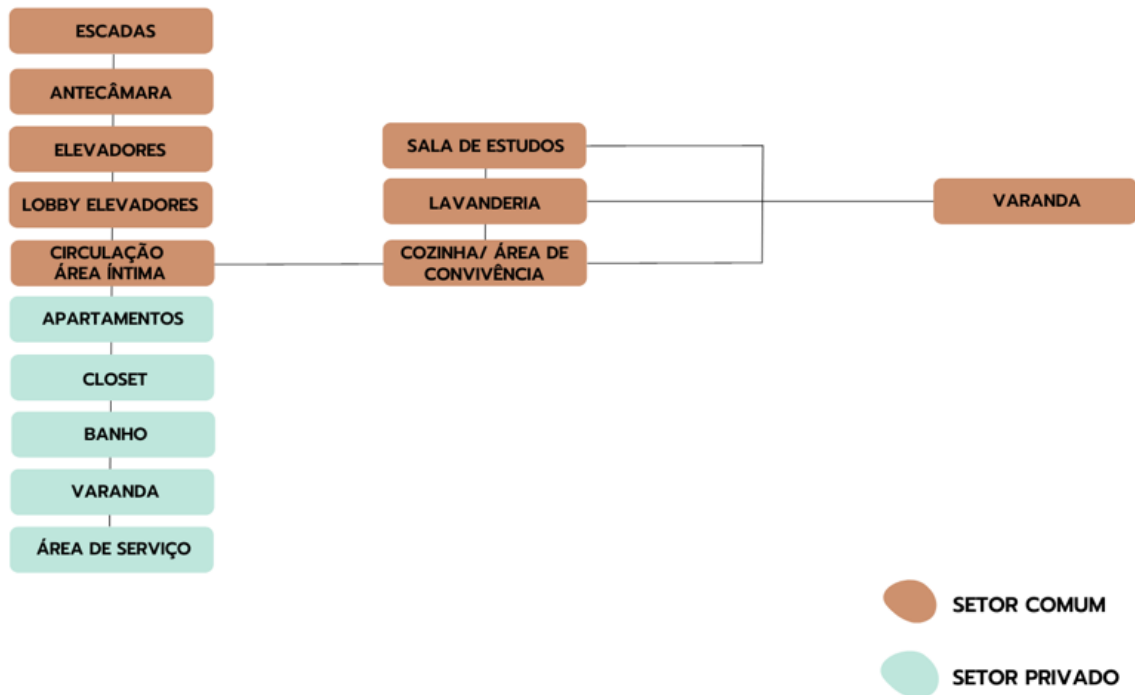 ESCADAS
ANTECÂMARA
ELEVADORES
LOBBY ELEVADORES
CIRCULAÇÃO
ÁREA ÍNTIMA
APARTAMENTOS
CLOSET
BANHO
VARANDA
ÁREA DE SERVIÇO
SALA DE ESTUDOS
LAVANDERIA
COZINHA/ ÁREA DE
CONVIVÊNCIA
VARANDA
SETOR COMUM
SETOR PRIVADO